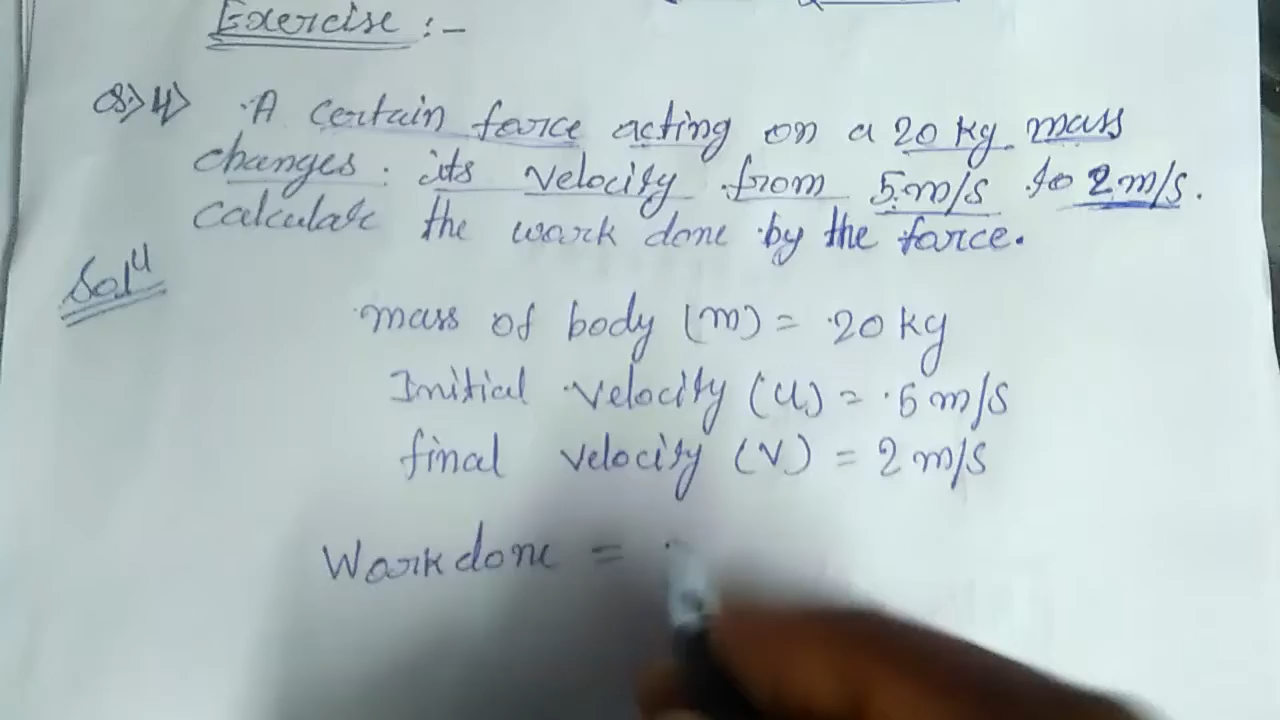 Exercise :-
Q.>4> A certain force acting on a 20 kg mass
changes its velocity from 5 m/s to 2 m/s.
Calculate the work done by the force.
Solⁿ
mass of body (m) = 20 kg
Initial velocity (u) = 5 m/s
final velocity (v) = 2 m/s
Work done =